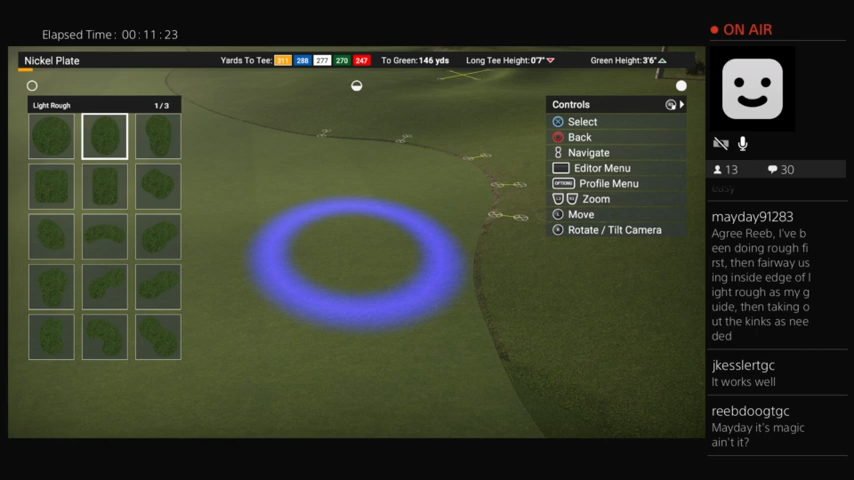 Elapsed Time : 00:11:23
ON AIR
Nickel Plate
Yards To Tee: 311 288 277 270 247
To Green: 146 yds
Long Tee Height: 0'7"
Green Height: 3'6"
Light Rough 1/3
Controls
Select
Back
Navigate
Editor Menu
OPTIONS Profile Menu
Zoom
Move
Rotate / Tilt Camera
13 30
easy
mayday91283
Agree Reeb, I've b
een doing rough fi
rst, then fairway us
ing inside edge of l
ight rough as my g
uide, then taking o
ut the kinks as nee
ded
jkesslertgc
It works well
reebdoogtgc
Mayday it's magic
ain't it?